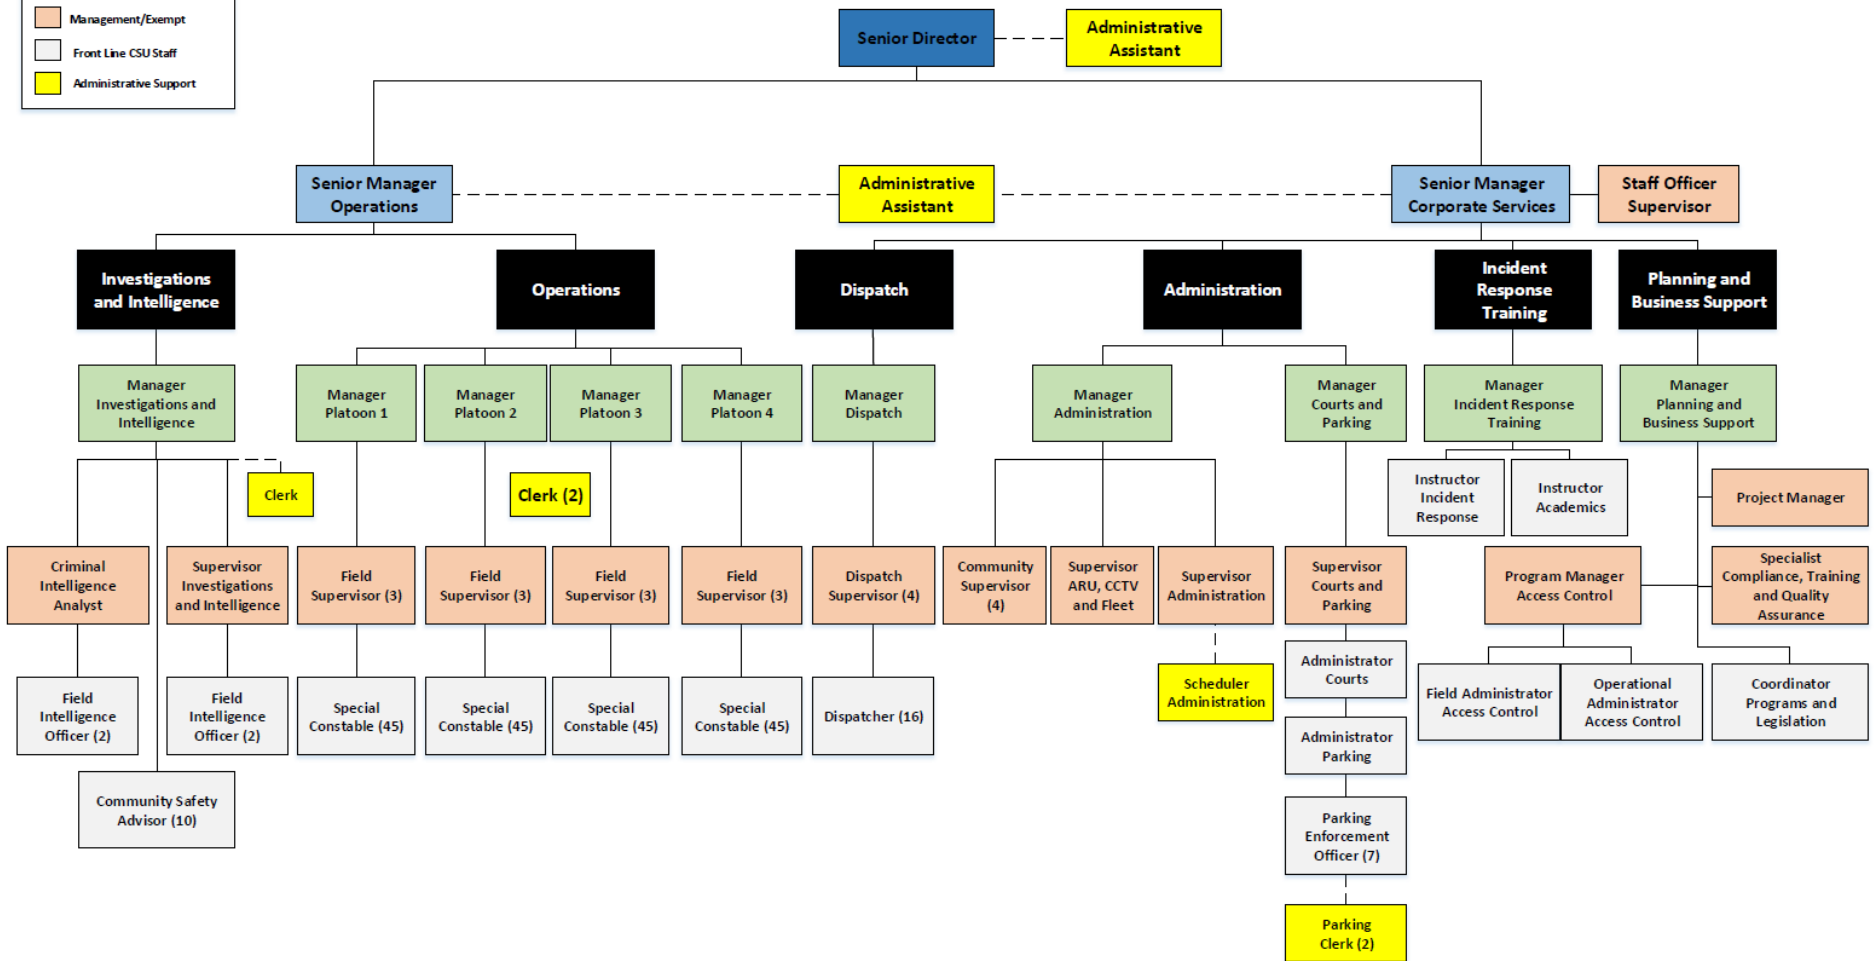 Management/Exempt
Front Line CSU Staff
Administrative Support
Senior Director
Administrative
Assistant
Senior Manager
Operations
Administrative
Assistant
Senior Manager
Corporate Services
Staff Officer
Supervisor
Investigations
and Intelligence
Operations
Dispatch
Administration
Incident
Response
Training
Planning and
Business Support
Manager
Investigations and
Intelligence
Manager
Platoon 1
Manager
Platoon 2
Manager
Platoon 3
Manager
Platoon 4
Manager
Dispatch
Manager
Administration
Manager
Courts and
Parking
Manager
Incident Response
Training
Manager
Planning and
Business Support
Clerk
Clerk (2)
Instructor
Incident
Response
Instructor
Academics
Project Manager
Criminal
Intelligence
Analyst
Supervisor
Investigations
and Intelligence
Field
Supervisor (3)
Field
Supervisor (3)
Field
Supervisor (3)
Field
Supervisor (3)
Dispatch
Supervisor (4)
Community
Supervisor
(4)
Supervisor
ARU, CCTV
and Fleet
Supervisor
Administration
Supervisor
Courts and
Parking
Program Manager
Access Control
Specialist
Compliance, Training
and Quality
Assurance
Field
Intelligence
Officer (2)
Field
Intelligence
Officer (2)
Special
Constable (45)
Special
Constable (45)
Special
Constable (45)
Special
Constable (45)
Dispatcher (16)
Scheduler
Administration
Administrator
Courts
Field Administrator
Access Control
Operational
Administrator
Access Control
Coordinator
Programs and
Legislation
Administrator
Parking
Community Safety
Advisor (10)
Parking
Enforcement
Officer (7)
Parking
Clerk (2)